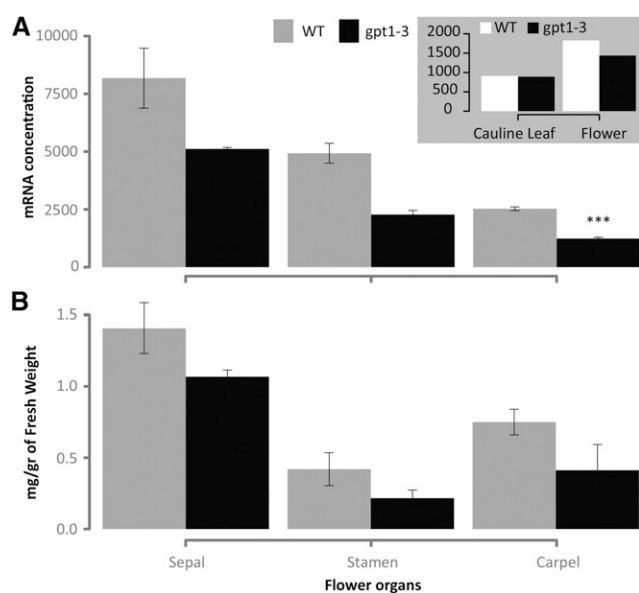 A
WT gpt1-3
mRNA concentration
10000
7500
5000
2500
0
WT gpt1-3
2000
1500
1000
500
0
Cauline Leaf Flower
***
B
mg/gr of Fresh Weight
1.5
1.0
0.5
0.0
Sepal Stamen Carpel
Flower organs